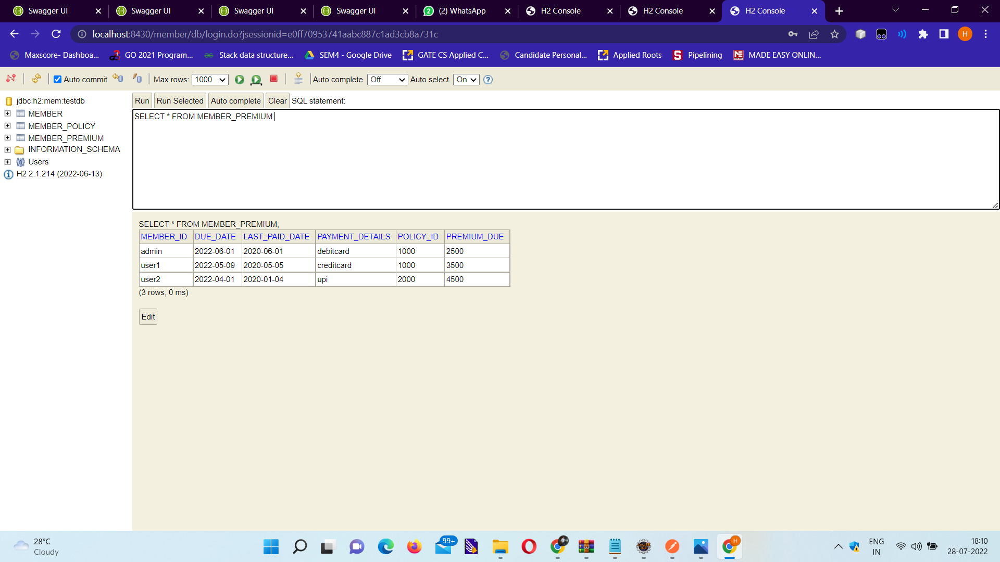 Swagger UI
Swagger UI
Swagger UI
Swagger UI
2 (2) WhatsApp
H2 Console
H2 Console
H2 Console
localhost:8430/member/db/login.do?jsessionid=e0ff70953741aabc887c1ad3cb8a731c
H
Maxscore- Dashboa...
GO 2021 Program...
Stack data structure...
SEM4 - Google Drive
GATE CS Applied C...
Candidate Personal...
Applied Roots
Pipelining
MADE EASY ONLIN...
Auto commit
Max rows: 1000
Auto complete Off
Auto select On
jdbc:h2:mem:testdb
MEMBER
MEMBER_POLICY
MEMBER_PREMIUM
INFORMATION_SCHEMA
Users
H2 2.1.214 (2022-06-13)
Run Run Selected Auto complete Clear SQL statement:
SELECT * FROM MEMBER_PREMIUM
SELECT * FROM MEMBER_PREMIUM;
MEMBER_ID DUE_DATE LAST_PAID_DATE PAYMENT_DETAILS POLICY_ID PREMIUM_DUE
admin 2022-06-01 2020-06-01 debitcard 1000 2500
user1 2022-05-09 2020-05-05 creditcard 1000 3500
user2 2022-04-01 2020-01-04 upi 2000 4500
(3 rows, 0 ms)
Edit
28°C
Cloudy
99+
H
ENG
IN
18:10
28-07-2022